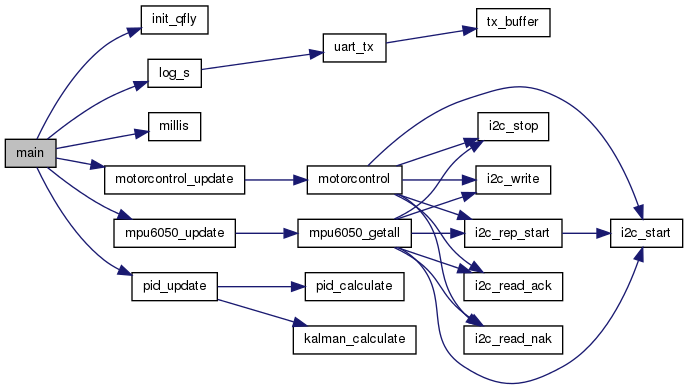 main
init_qfly
log_s
millis
motorcontrol_update
mpu6050_update
pid_update
uart_tx
motorcontrol
mpu6050_getall
pid_calculate
kalman_calculate
tx_buffer
i2c_stop
i2c_write
i2c_rep_start
i2c_read_ack
i2c_read_nak
i2c_start